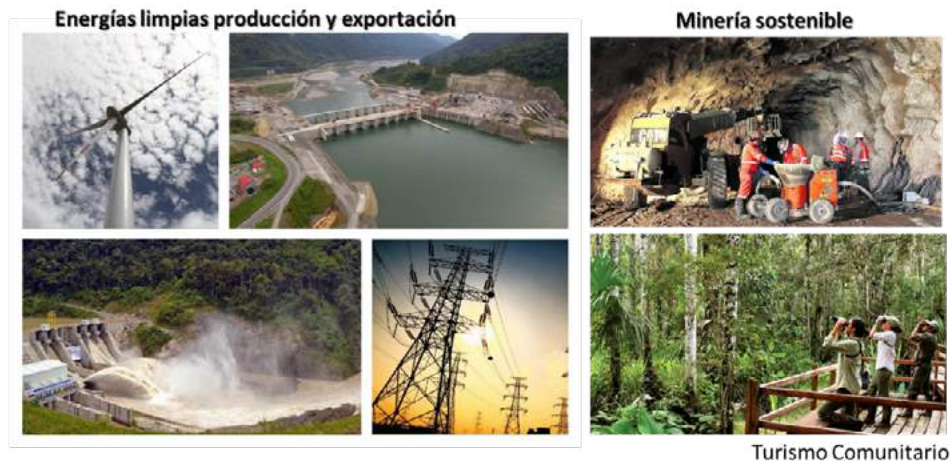 Energías limpias producción y exportación
Minería sostenible
Turismo Comunitario